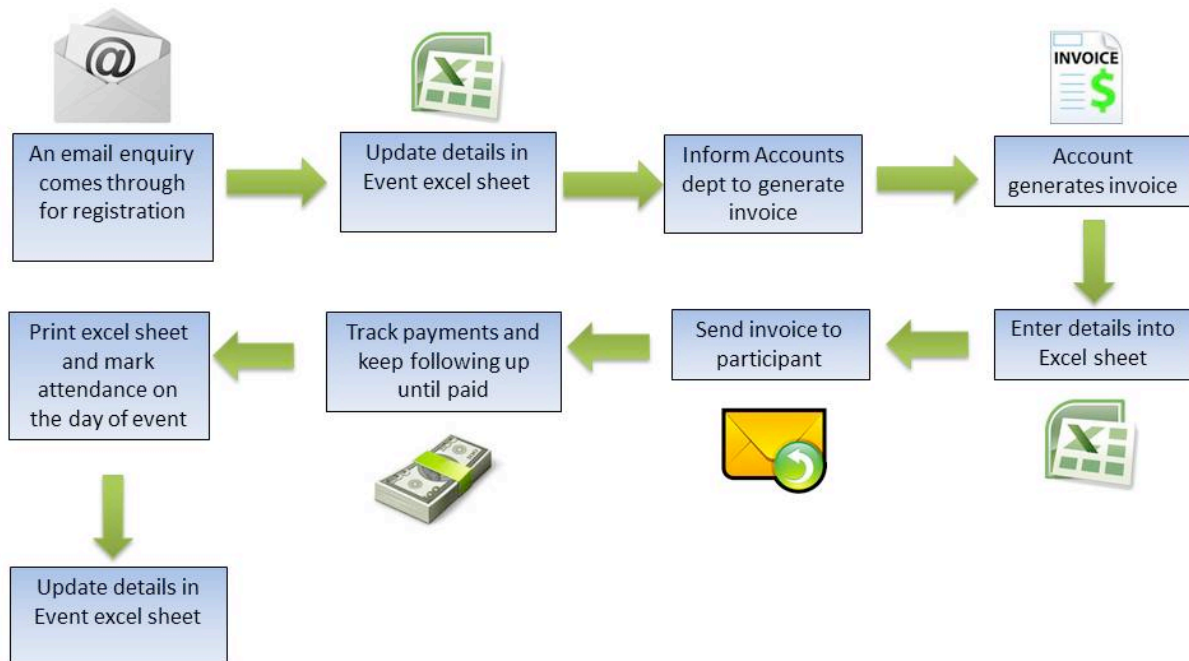 An email enquiry
comes through
for registration
Update details in
Event excel sheet
Inform Accounts
dept to generate
invoice
INVOICE
$
Account
generates invoice
Enter details into
Excel sheet
Send invoice to
participant
Track payments and
keep following up
until paid
Print excel sheet
and mark
attendance on
the day of event
Update details in
Event excel sheet